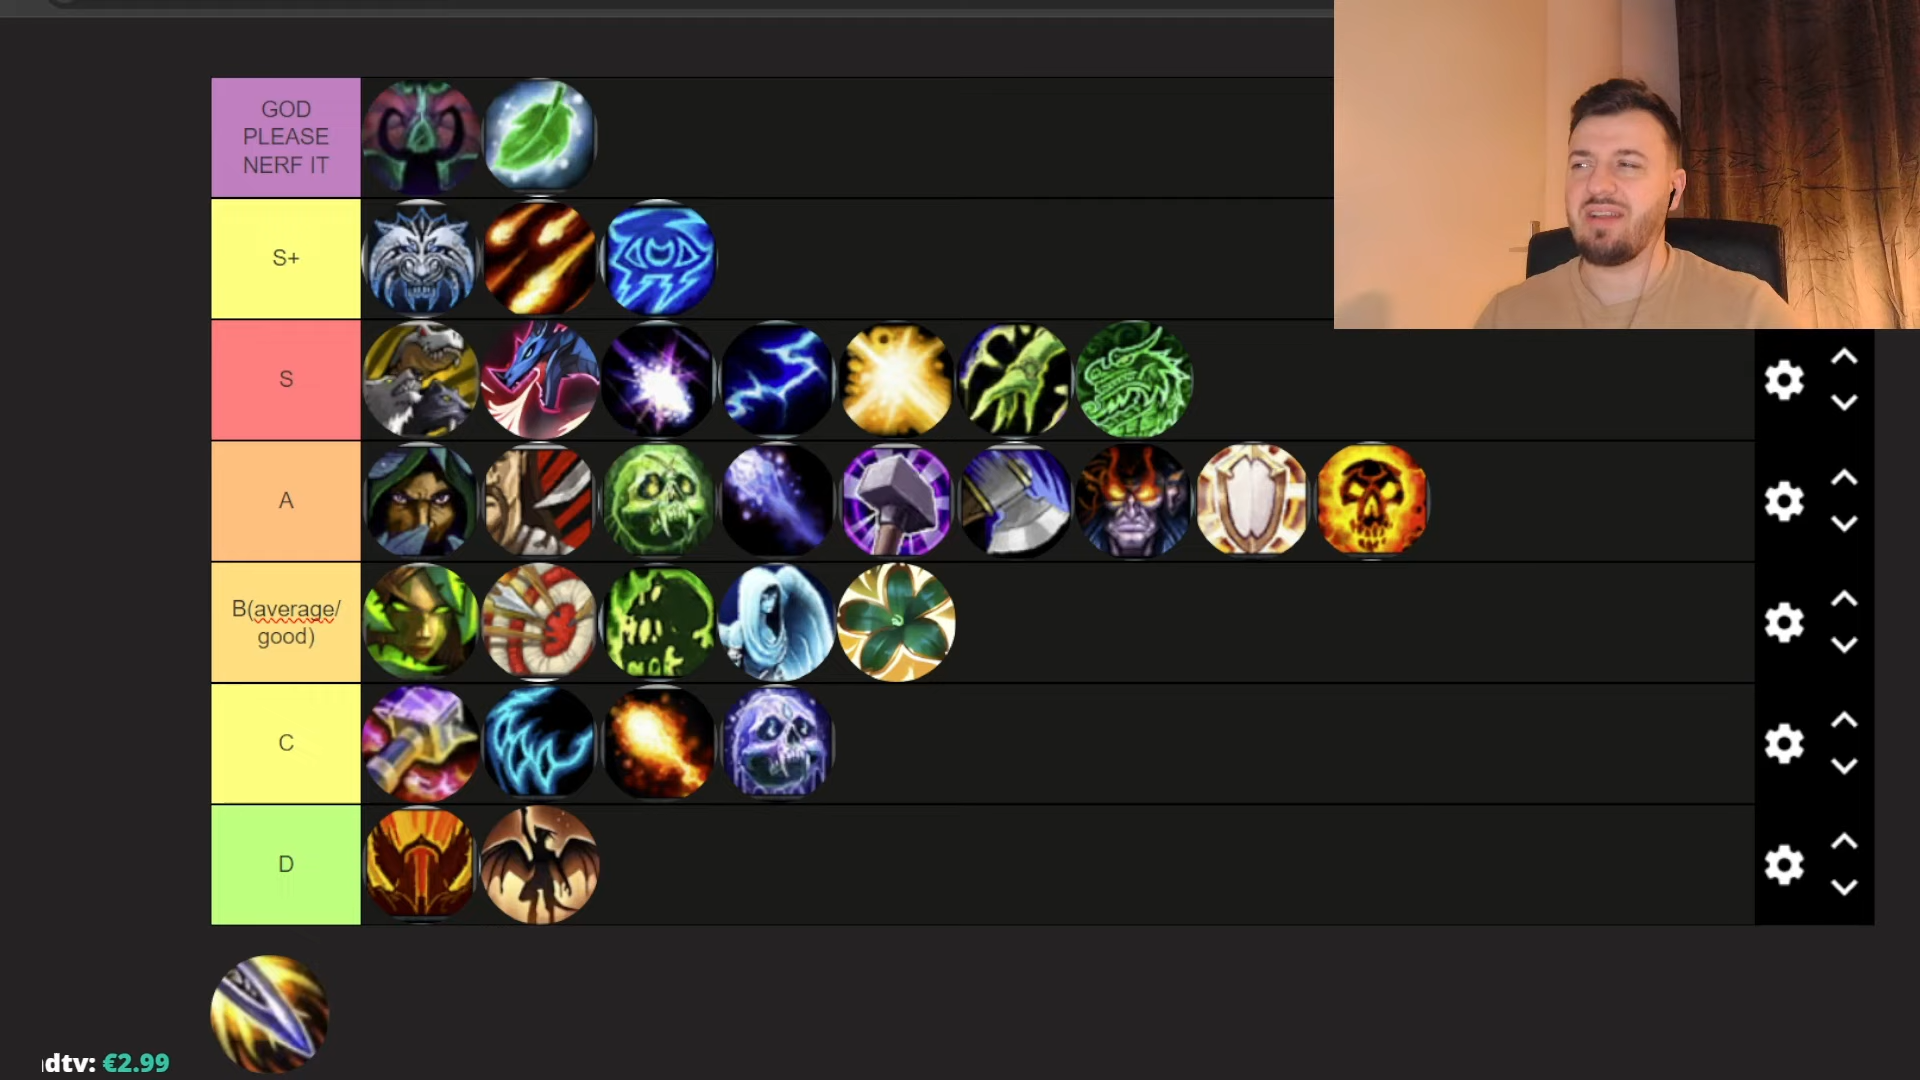 GOD
PLEASE
NERF IT
S+
S
A
B(average/
good)
C
D
dtv: €2.99